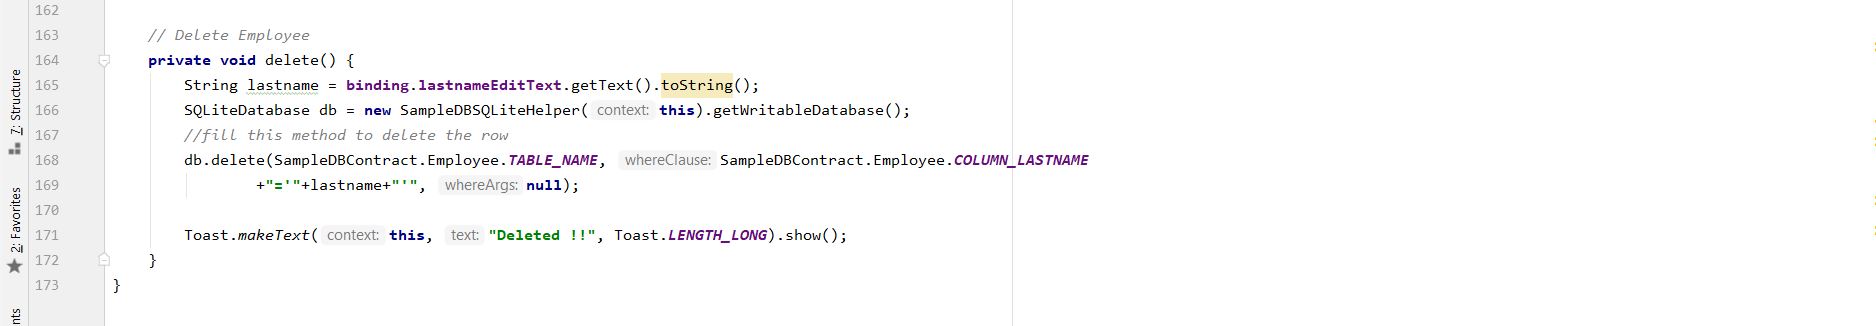 162
163 // Delete Employee
164 private void delete() {
165 String lastname = binding.lastnameEditText.getText().toString();
166 SQLiteDatabase db = new SampleDBSQLiteHelper( context: this).getWritableDatabase();
167 //fill this method to delete the row
168 db.delete(SampleDBContract.Employee.TABLE_NAME, whereClause: SampleDBContract.Employee.COLUMN_LASTNAME
169 +"='"+lastname+"'", whereArgs: null);
170
171 Toast.makeText( context: this, text: "Deleted !!", Toast.LENGTH_LONG).show();
172 }
173 }
7: Structure
2: Favorites
nts